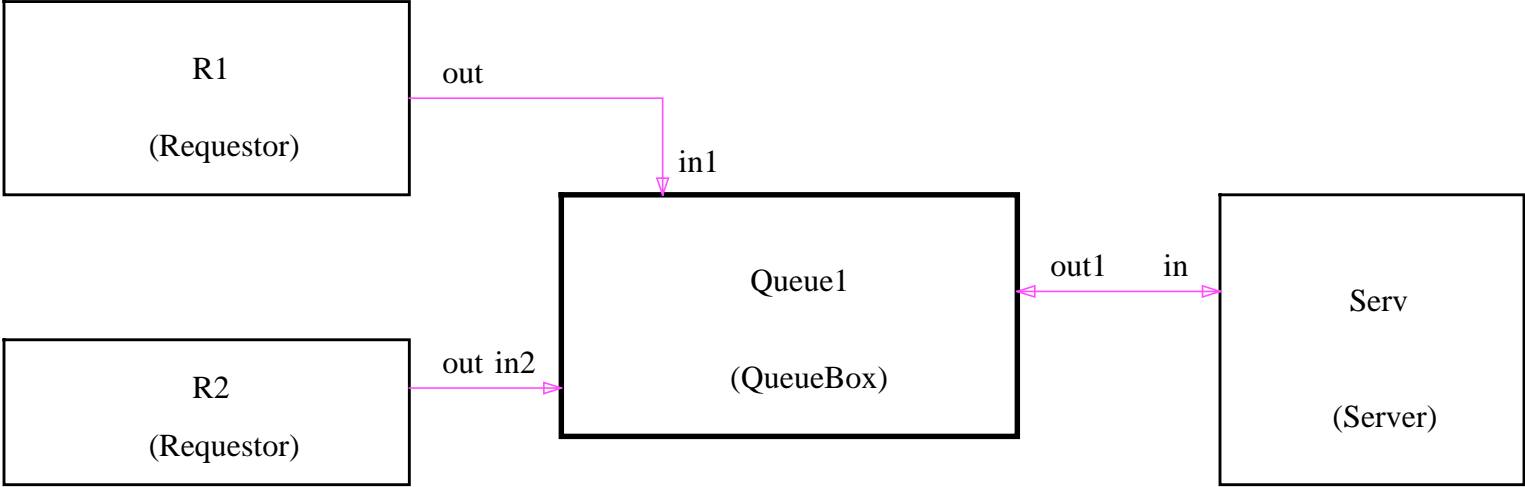 R1
(Requestor)
out
in1
Queue1
(QueueBox)
out1 in
Serv
(Server)
out in2
R2
(Requestor)